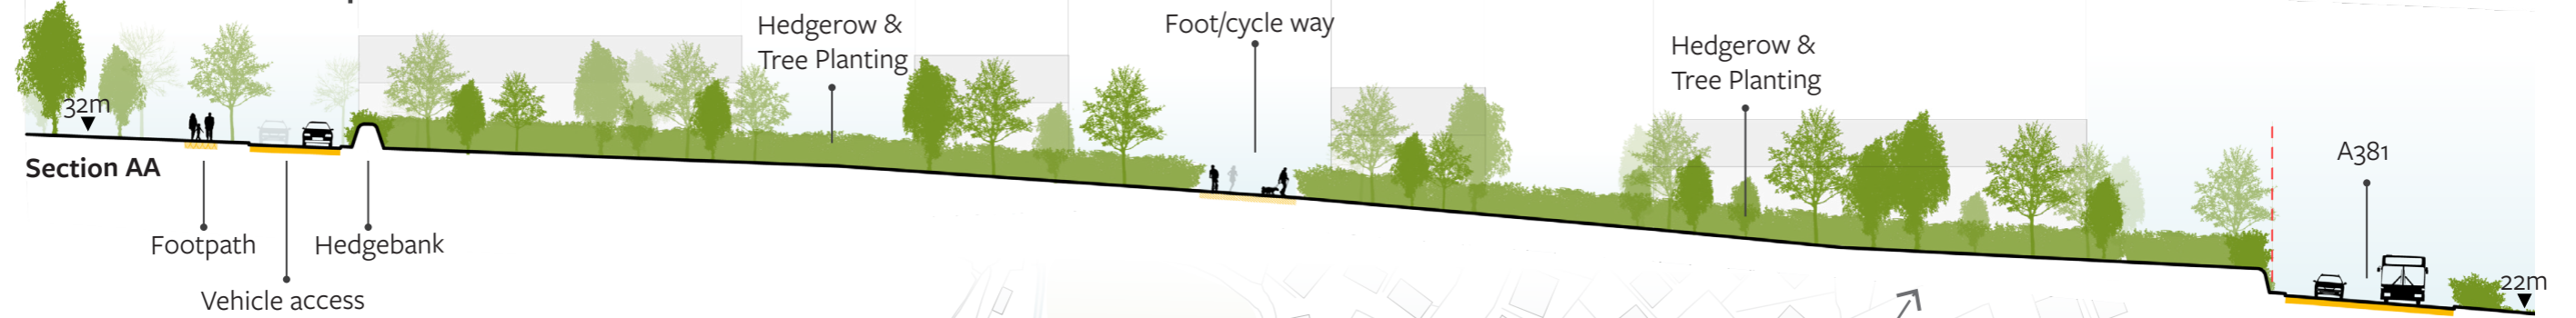 Hedgerow &
Tree Planting
Foot/cycle way
Hedgerow &
Tree Planting
32m
A381
Section AA
Footpath
Hedgebank
Vehicle access
22m